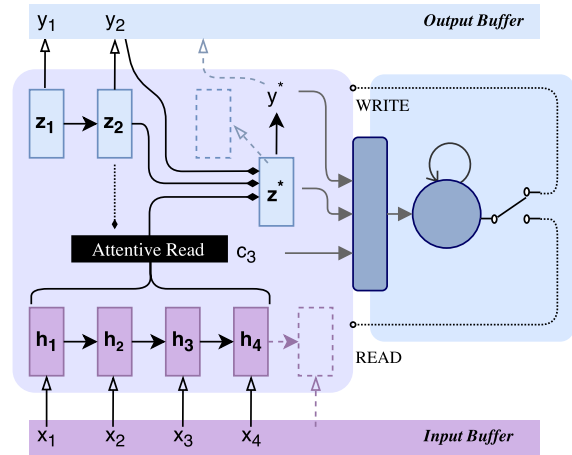 y1 y2 Output Buffer
y*
WRITE
z1 z2
z*
Attentive Read c3
h1 h2 h3 h4
READ
x1 x2 x3 x4 Input Buffer